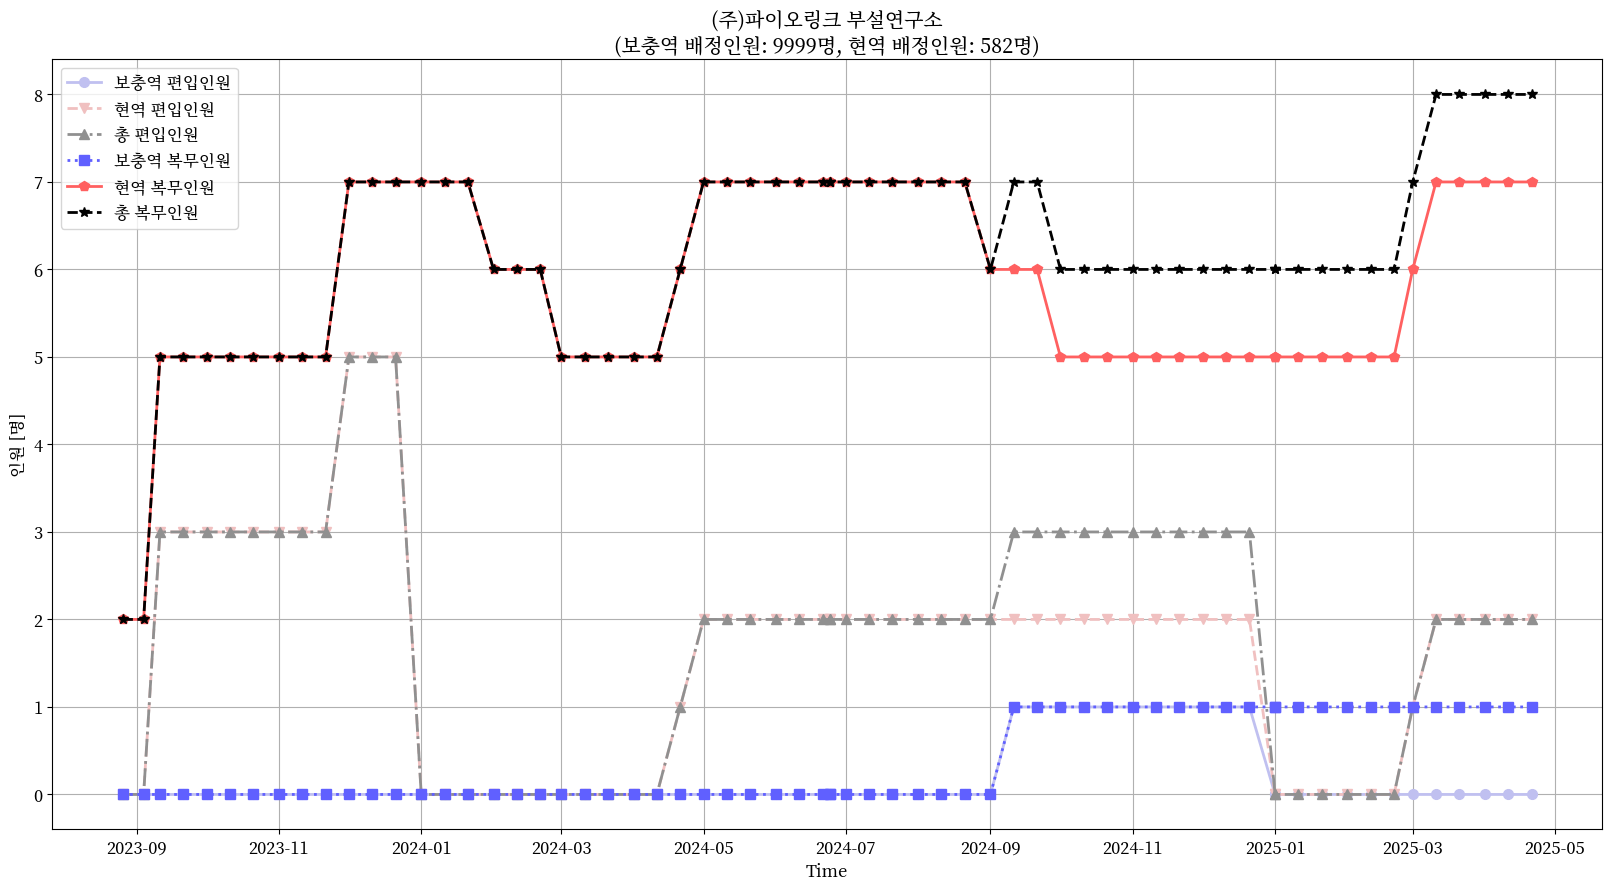 (주)파이오링크 부설연구소
(보충역 배정인원: 9999명, 현역 배정인원: 582명)
보충역 편입인원
현역 편입인원
총 편입인원
보충역 복무인원
현역 복무인원
총 복무인원
인원 [명]
8
7
6
5
4
3
2
1
0
2023-09
2023-11
2024-01
2024-03
2024-05
2024-07
2024-09
2024-11
2025-01
2025-03
2025-05
Time